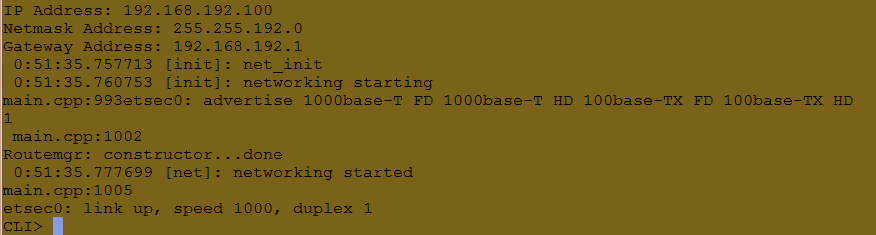 IP Address: 192.168.192.100
Netmask Address: 255.255.192.0
Gateway Address: 192.168.192.1
0:51:35.757713 [init]: net_init
0:51:35.760753 [init]: networking starting
main.cpp:993etsec0: advertise 1000base-T FD 1000base-T HD 100base-TX FD 100base-TX HD
1
main.cpp:1002
Routemgr: constructor...done
0:51:35.777699 [net]: networking started
main.cpp:1005
etsec0: link up, speed 1000, duplex 1
CLI>